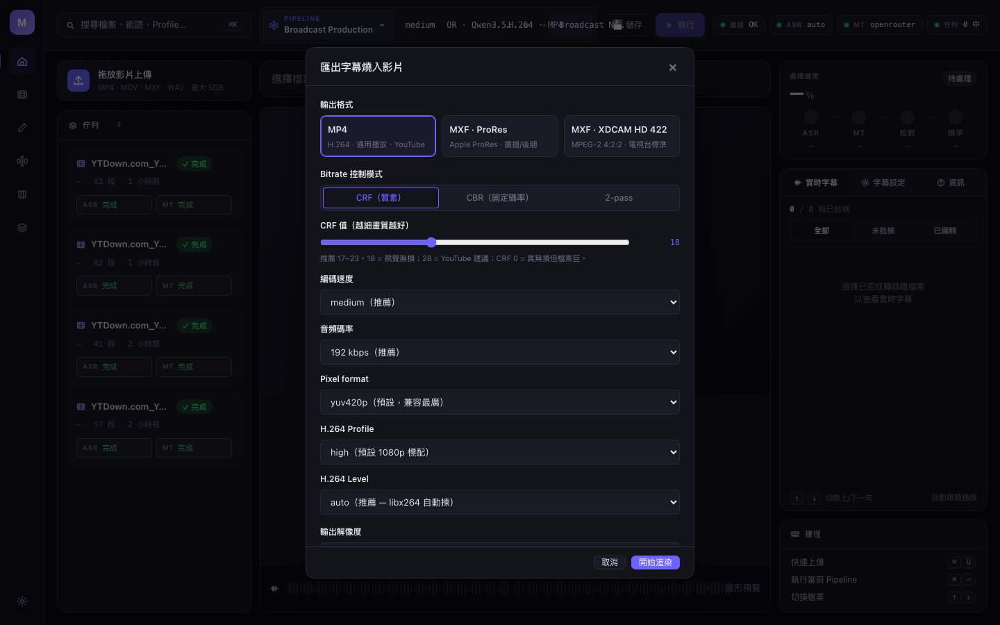 M
搜尋檔案、術語、Profile...
⌘K
PIPELINE
Broadcast Production
medium
OR · Qwen3.5
H.264
MP4
Broadcast N
儲存
執行
連線 OK
ASR auto
MT openrouter
佇列 0 中
拖放影片上傳
MP4 · MOV · MXF · WAV · 最大 5GB
佇列 · 4
YTDown.com_Y...
完成
— · 82 段 · 1 小時前
ASR 完成
MT 完成
YTDown.com_Y...
完成
— · 82 段 · 1 小時前
ASR 完成
MT 完成
YTDown.com_Y...
完成
— · 41 段 · 2 小時前
ASR 完成
MT 完成
YTDown.com_Y...
完成
— · 57 段 · 2 小時前
ASR 完成
MT 完成
選擇檔
匯出字幕燒入影片
×
輸出格式
MP4
H.264 · 通用播放、YouTube
MXF · ProRes
Apple ProRes · 廣播/後期
MXF · XDCAM HD 422
MPEG-2 4:2:2 · 電視台標準
Bitrate 控制模式
CRF（質素）
CBR（固定碼率）
2-pass
CRF 值（越細畫質越好）
18
推薦 17–23。18 ≈ 視覺無損；28 = YouTube 建議；CRF 0 = 真無損但檔案巨。
編碼速度
medium（推薦）
音頻碼率
192 kbps（推薦）
Pixel format
yuv420p（預設，兼容最廣）
H.264 Profile
high（預設 1080p 標配）
H.264 Level
auto（推薦 — libx264 自動揀）
輸出解像度
取消
開始渲染
波形預覽
處理進度
待處理
—%
ASR
MT
校對
燒字
–
–
–
–
實時字幕
字幕設定
資訊
0 / 0 段已批核
全部
未批核
已編輯
選擇已完成轉錄嘅檔案
以查看實時字幕
↑ ↓ 切換上/下一句
自動跟隨播放
捷徑
快速上傳
⌘ U
執行當前 Pipeline
⌘ ⏎
切換檔案
↑ ↓